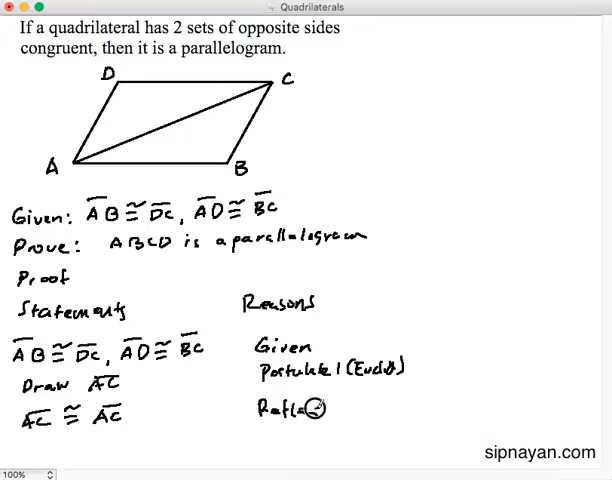 Quadrilaterals
If a quadrilateral has 2 sets of opposite sides
congruent, then it is a parallelogram.
D
C
A
B
Given: AB ≅ DC, AD ≅ BC
Prove: ABCD is a parallelogram
Proof
Statements Reasons
AB ≅ DC, AD ≅ BC Given
Draw AC Postulate 1 (Euclid)
AC ≅ AC
sipnayan.com
100%